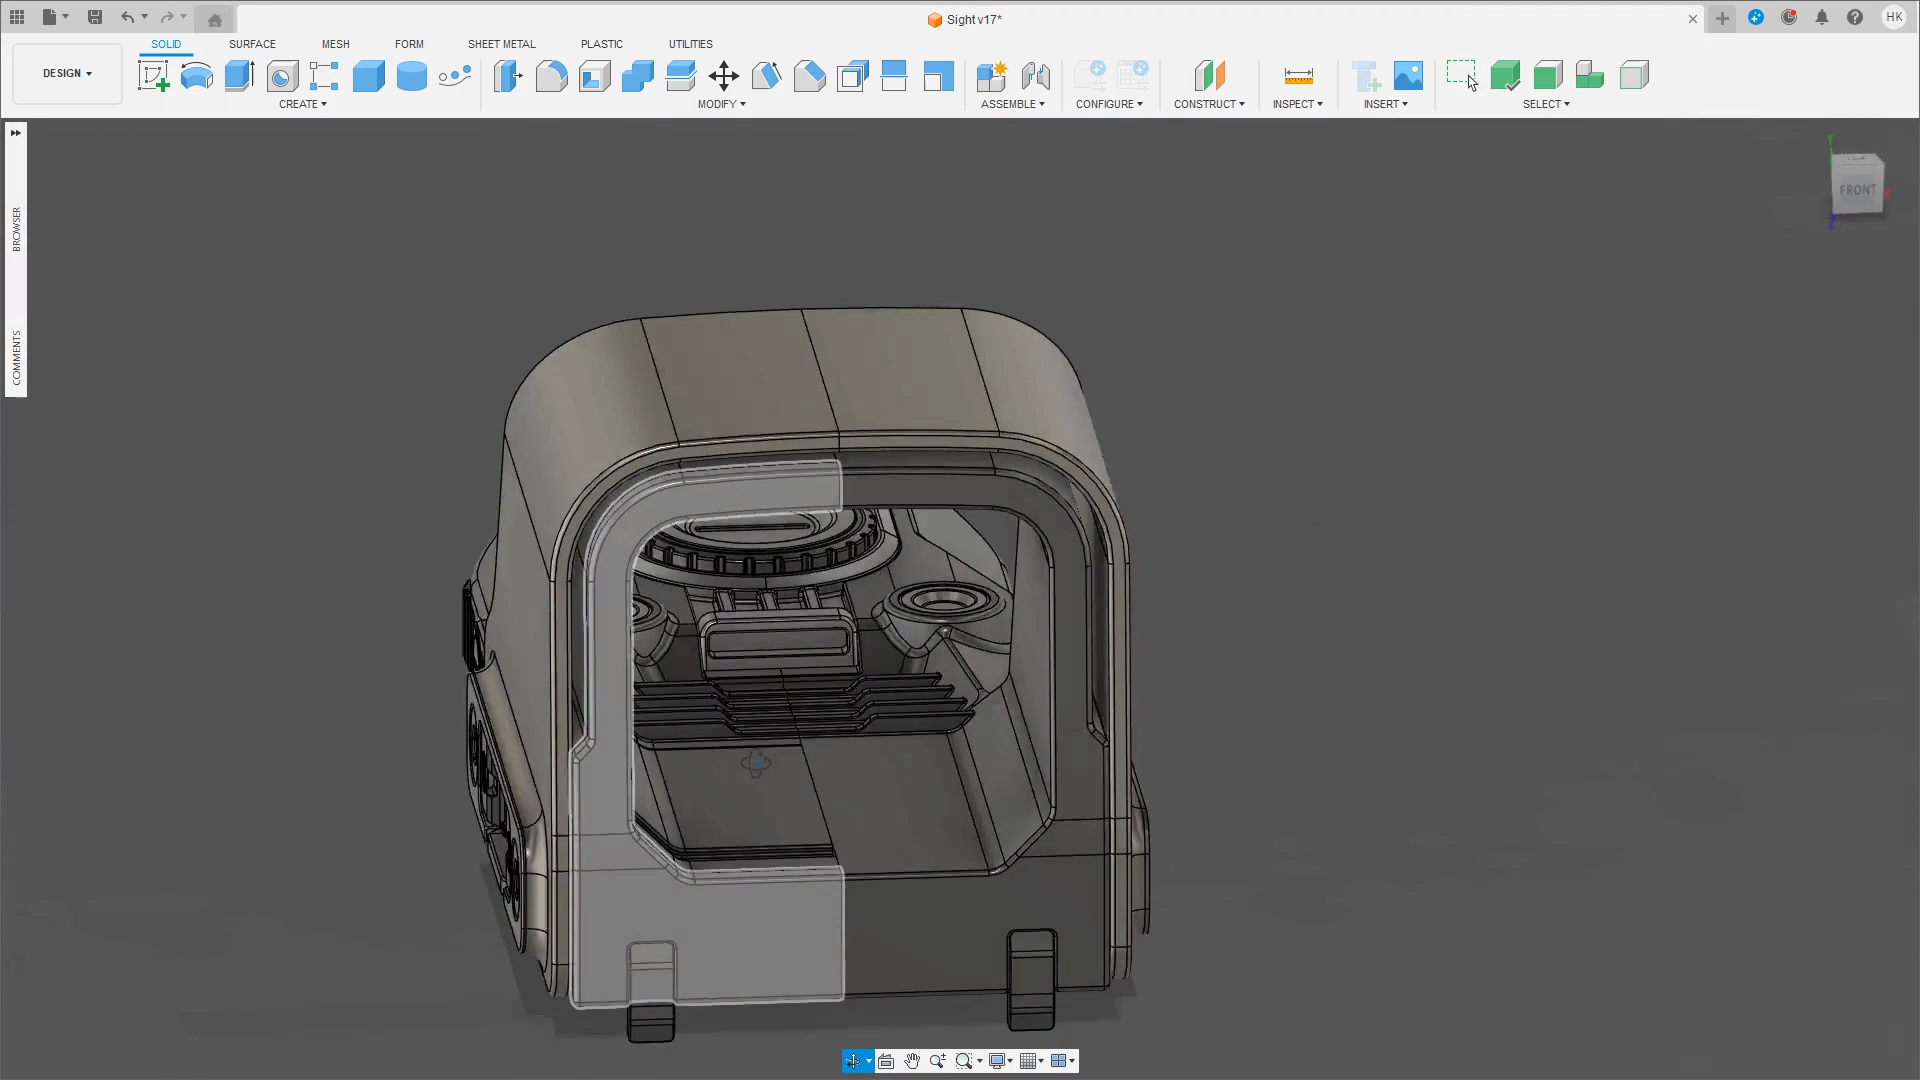 Sight v17*
HK
DESIGN
SOLID
SURFACE
MESH
FORM
SHEET METAL
PLASTIC
UTILITIES
CREATE
MODIFY
ASSEMBLE
CONFIGURE
CONSTRUCT
INSPECT
INSERT
SELECT
BROWSER
COMMENTS
Y
FRONT
Z